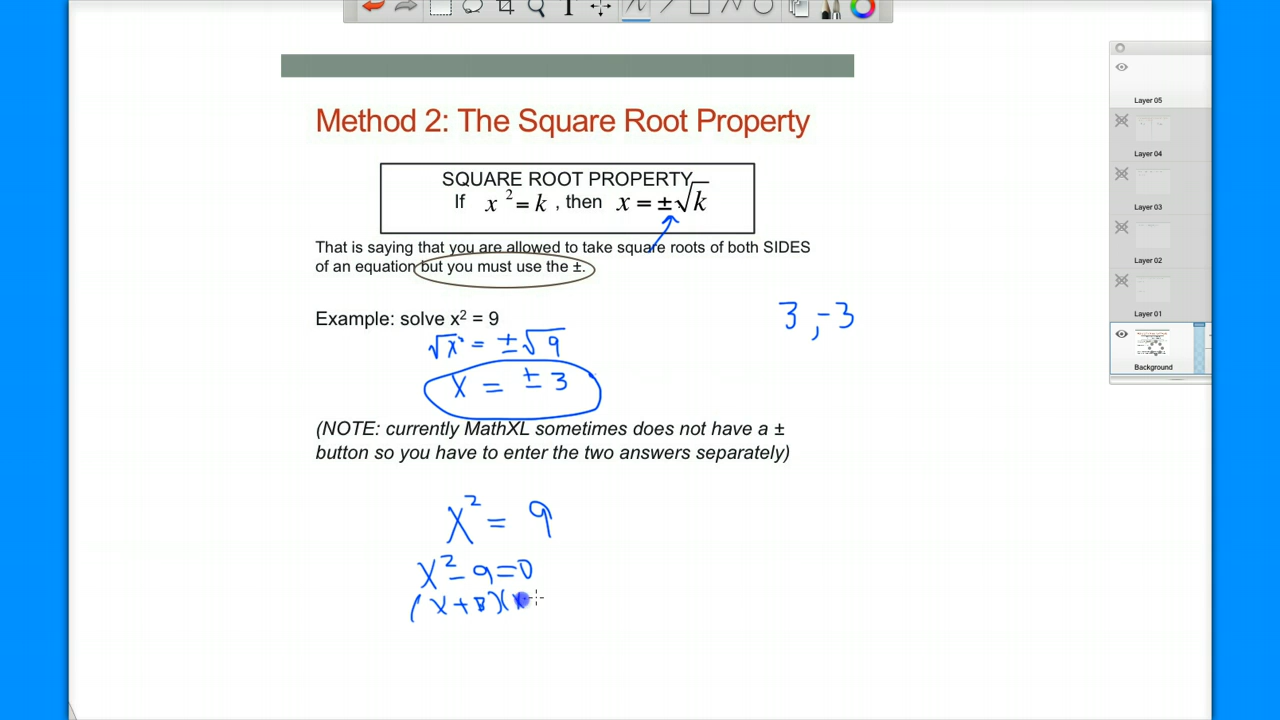 Method 2: The Square Root Property
SQUARE ROOT PROPERTY
If x² = k , then x = ±√k
That is saying that you are allowed to take square roots of both SIDES
of an equation but you must use the ±.
Example: solve x² = 9
3 , -3
√x² = ±√9
x = ±3
(NOTE: currently MathXL sometimes does not have a ±
button so you have to enter the two answers separately)
x² = 9
x² - 9 = 0
(x+3)(x
Layer 05
Layer 04
Layer 03
Layer 02
Layer 01
Background